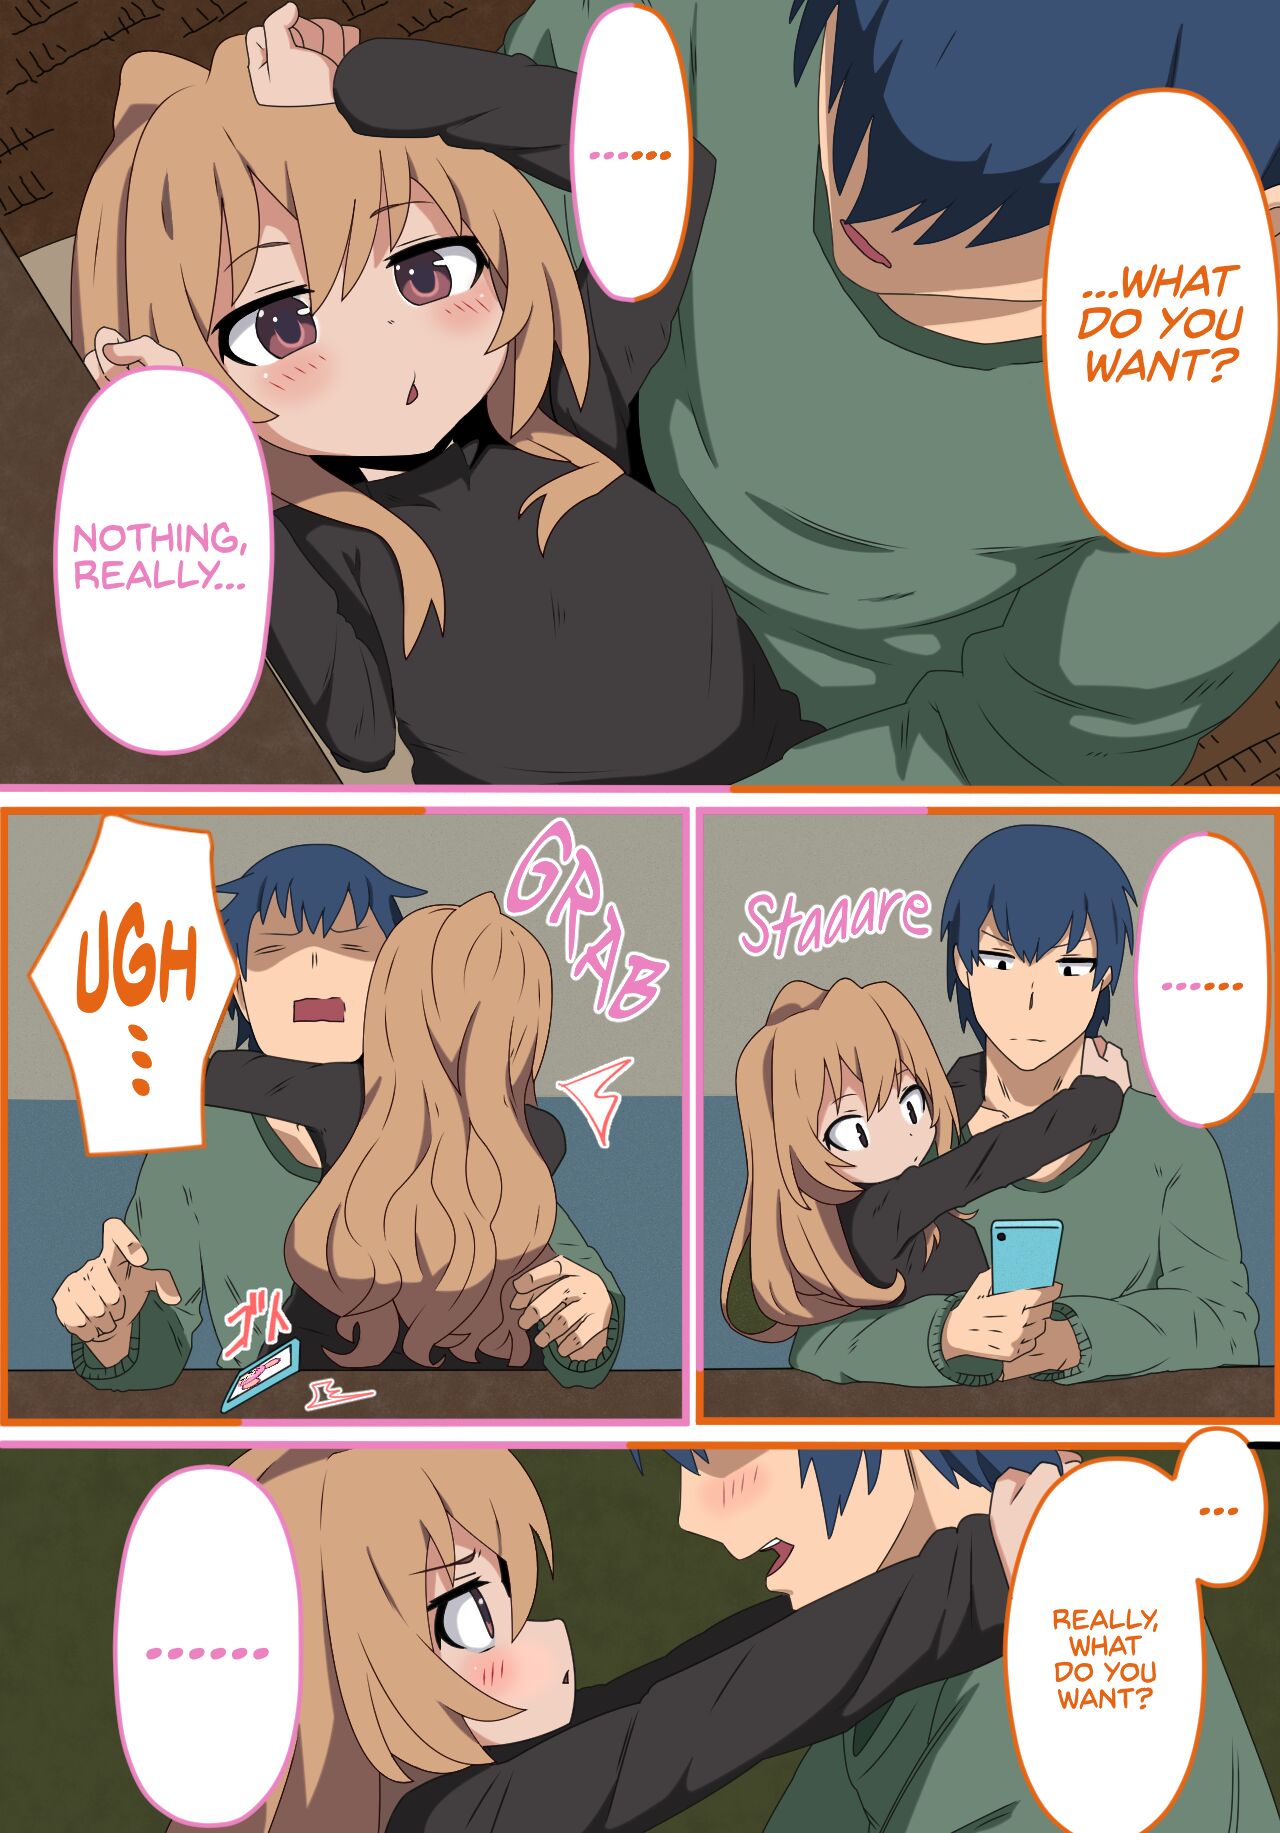 ...WHAT
DO YOU
WANT?
......
NOTHING,
REALLY...
......
Staaare
GRAB
UGH
...
ゴト
...
REALLY,
WHAT
DO YOU
WANT?
......